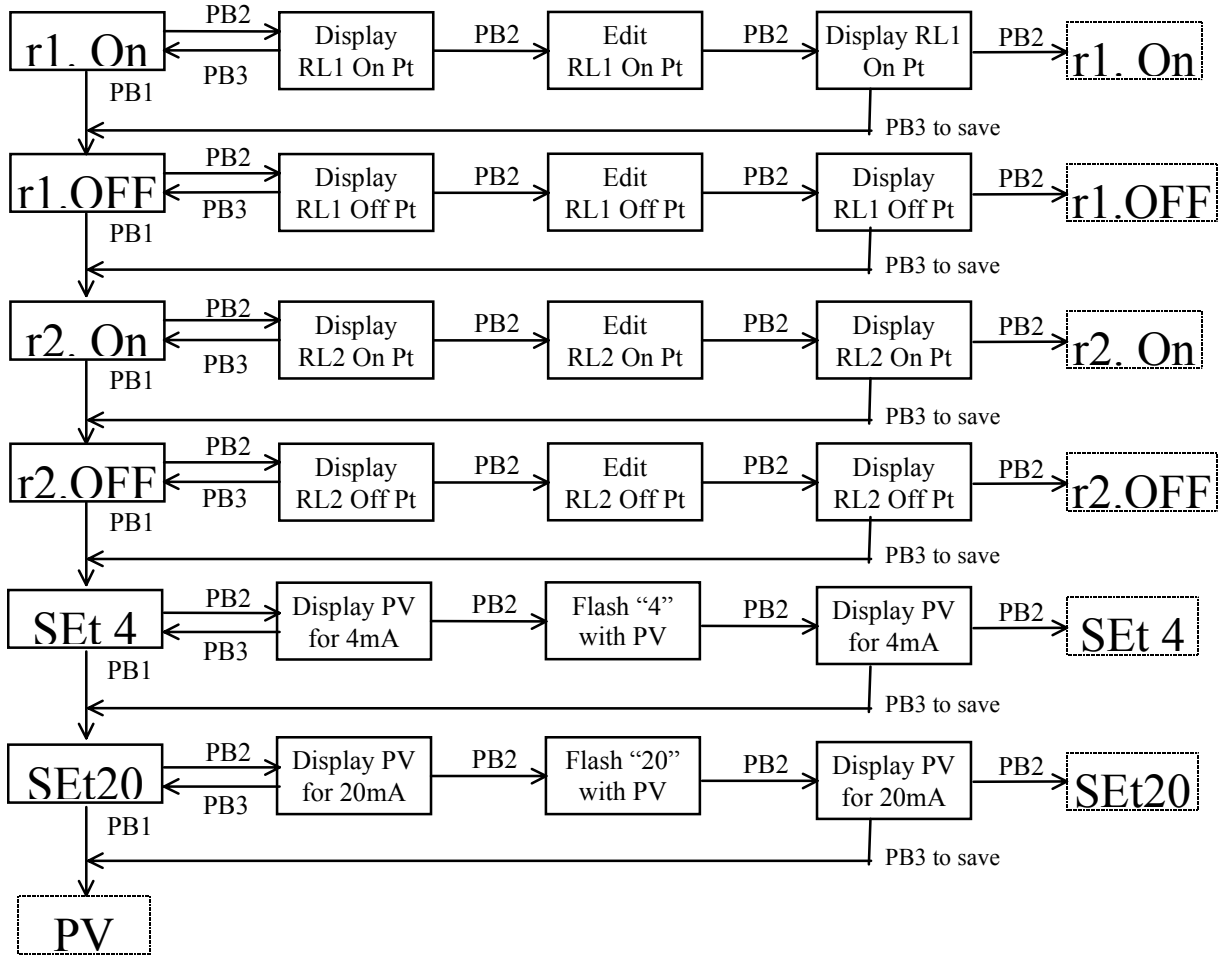 r1. On
PB2
PB3
PB1
Display
RL1 On Pt
PB2
Edit
RL1 On Pt
PB2
Display RL1
On Pt
PB2
r1. On
PB3 to save
r1.OFF
PB2
PB3
PB1
Display
RL1 Off Pt
PB2
Edit
RL1 Off Pt
PB2
Display
RL1 Off Pt
PB2
r1.OFF
PB3 to save
r2. On
PB2
PB3
PB1
Display
RL2 On Pt
PB2
Edit
RL2 On Pt
PB2
Display
RL2 On Pt
PB2
r2. On
PB3 to save
r2.OFF
PB2
PB3
PB1
Display
RL2 Off Pt
PB2
Edit
RL2 Off Pt
PB2
Display
RL2 Off Pt
PB2
r2.OFF
PB3 to save
SEt 4
PB2
PB3
PB1
Display PV
for 4mA
PB2
Flash “4”
with PV
PB2
Display PV
for 4mA
PB2
SEt 4
PB3 to save
SEt20
PB2
PB3
PB1
Display PV
for 20mA
PB2
Flash “20”
with PV
PB2
Display PV
for 20mA
PB2
SEt20
PB3 to save
PV